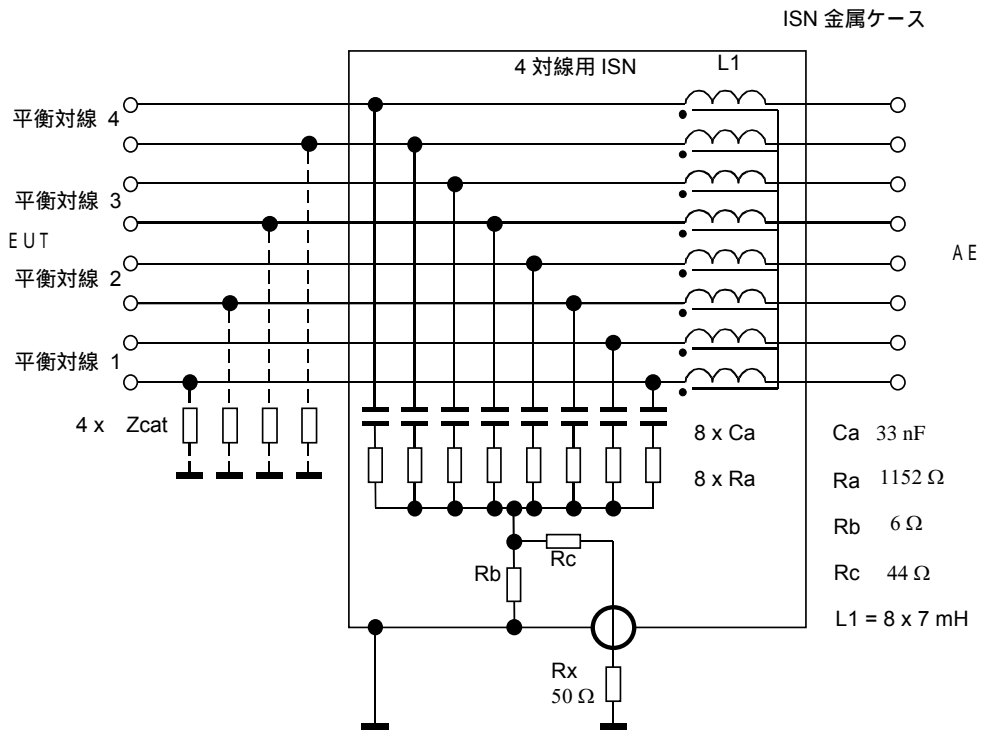 ISN 金属ケース
4 対線用 ISN
L1
平衡対線 4
平衡対線 3
EUT
AE
平衡対線 2
平衡対線 1
4 x Zcat
8 x Ca
8 x Ra
Ca 33 nF
Ra 1152 Ω
Rb 6 Ω
Rc 44 Ω
L1 = 8 x 7 mH
Rc
Rb
Rx
50 Ω